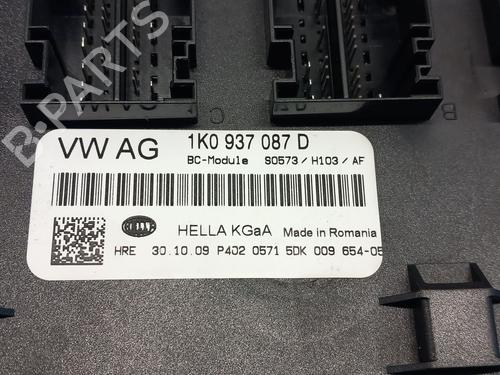 B-PARTS
VW AG
1K0 937 087 D
BC-Module S0573 / H103 / AF
HELLA
HELLA KGaA Made in Romania
HRE 30.10.09 P402 0571 5DK 009 654-05
B